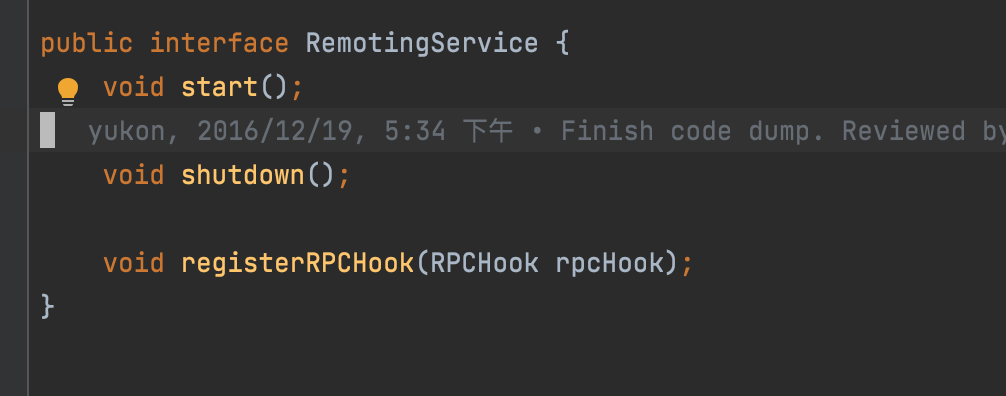 public interface RemotingService {
void start();
yukon, 2016/12/19, 5:34 下午 • Finish code dump. Reviewed by
void shutdown();
void registerRPCHook(RPCHook rpcHook);
}